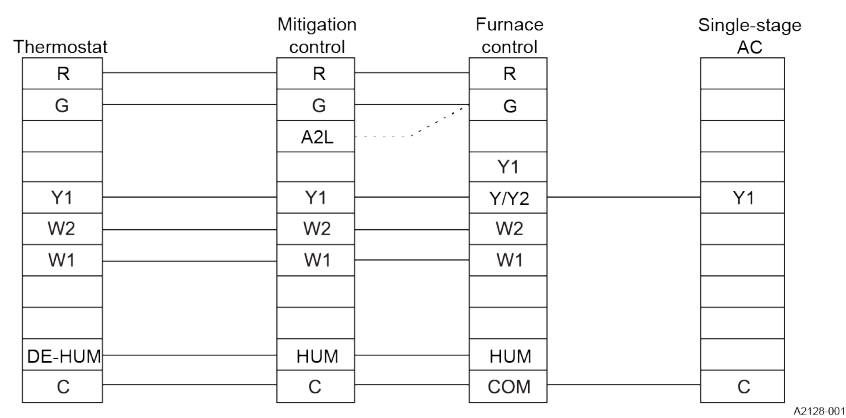 Thermostat
Mitigation
control
Furnace
control
Single-stage
AC
R R R
G G G
A2L
Y1
Y1 Y1 Y/Y2 Y1
W2 W2 W2
W1 W1 W1
DE-HUM HUM HUM
C C COM C
A2128-001